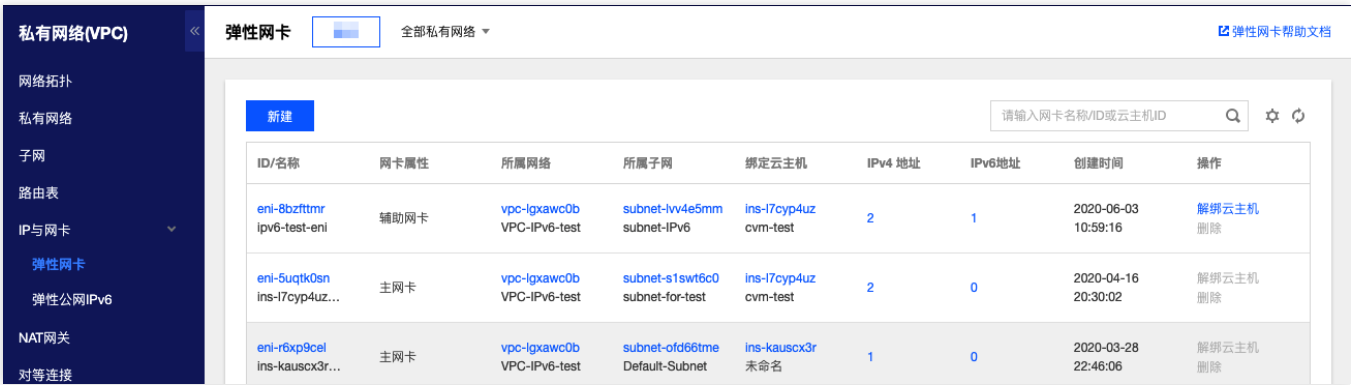 私有网络(VPC)
弹性网卡 全部私有网络
弹性网卡帮助文档
网络拓扑
私有网络
子网
路由表
IP与网卡
弹性网卡
弹性公网IPv6
NAT网关
对等连接
新建
请输入网卡名称/ID或云主机ID
ID/名称 网卡属性 所属网络 所属子网 绑定云主机 IPv4 地址 IPv6地址 创建时间 操作
eni-8bzfttmr 辅助网卡 vpc-lgxawc0b subnet-lvv4e5mm ins-l7cyp4uz 2 1 2020-06-03 解绑云主机
ipv6-test-eni VPC-IPv6-test subnet-IPv6 cvm-test 10:59:16 删除
eni-5uqtk0sn 主网卡 vpc-lgxawc0b subnet-s1swt6c0 ins-l7cyp4uz 2 0 2020-04-16 解绑云主机
ins-l7cyp4uz... VPC-IPv6-test subnet-for-test cvm-test 20:30:02 删除
eni-r6xp9cel 主网卡 vpc-lgxawc0b subnet-ofd66tme ins-kauscx3r 1 0 2020-03-28 解绑云主机
ins-kauscx3r... VPC-IPv6-test Default-Subnet 未命名 22:46:06 删除